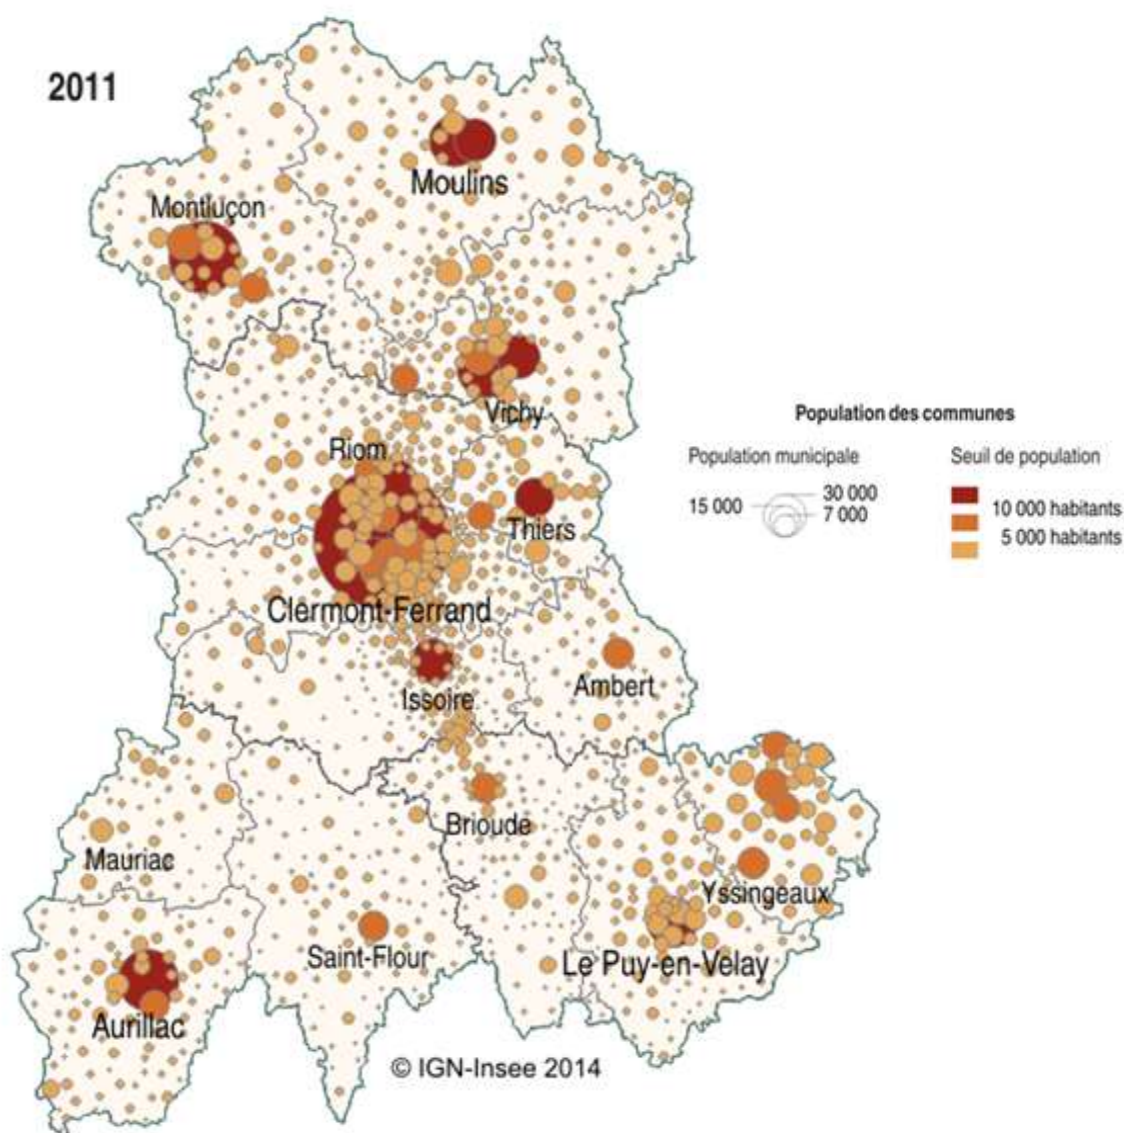 2011
Moulins
Montluçon
Vichy
Population des communes
Riom
Population municipale
Seuil de population
15 000
30 000
7 000
10 000 habitants
5 000 habitants
Thiers
Clermont-Ferrand
Ambert
Issoire
Brioude
Mauriac
Yssingeaux
Saint-Flour
Le Puy-en-Velay
Aurillac
© IGN-Insee 2014